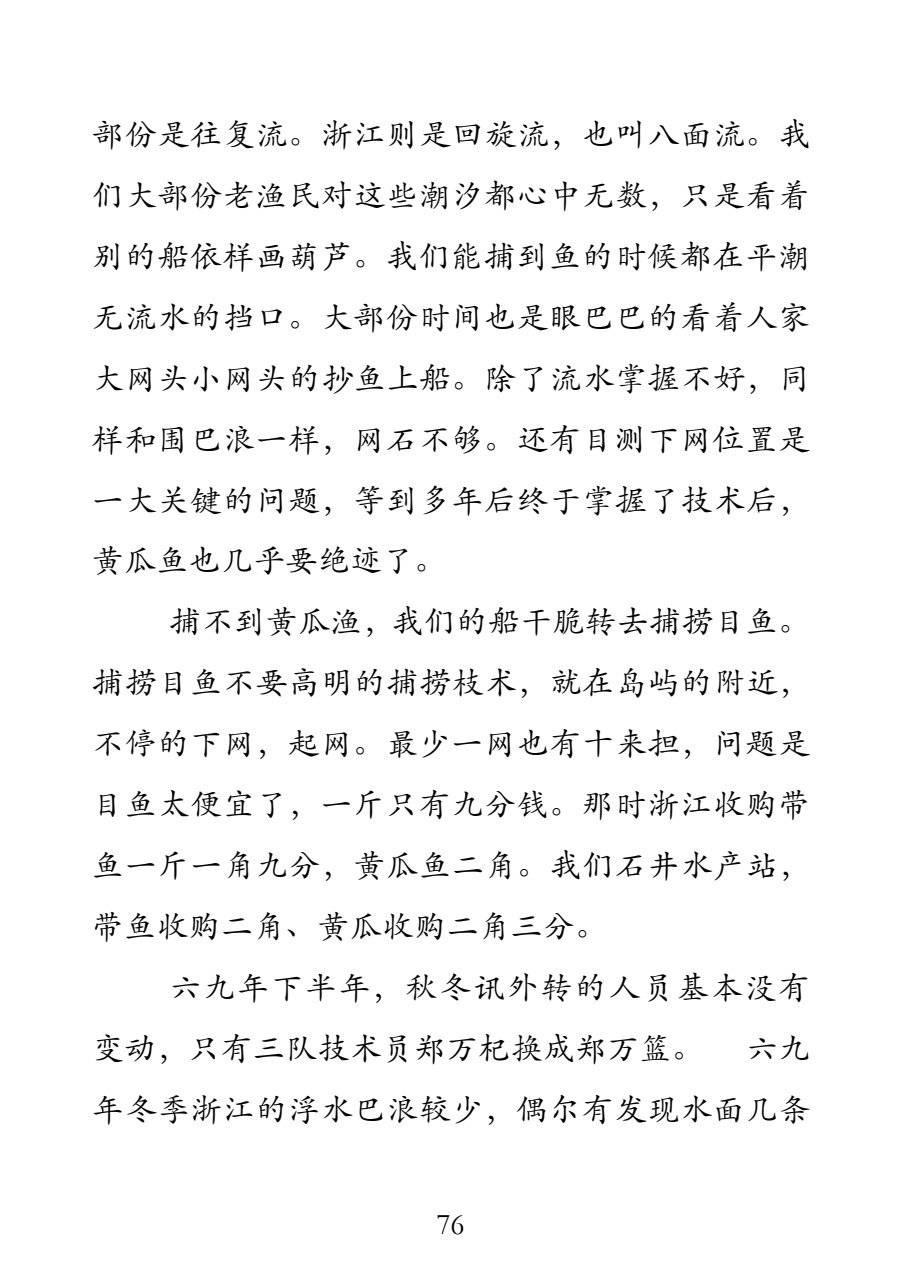 部份是往复流。浙江则是回旋流，也叫八面流。我
们大部份老渔民对这些潮汐都心中无数，只是看着
别的船依样画葫芦。我们能捕到鱼的时候都在平潮
无流水的挡口。大部份时间也是眼巴巴的看着人家
大网头小网头的抄鱼上船。除了流水掌握不好，同
样和围巴浪一样，网石不够。还有目测下网位置是
一大关键的问题，等到多年后终于掌握了技术后，
黄瓜鱼也几乎要绝迹了。
捕不到黄瓜渔，我们的船干脆转去捕捞目鱼。
捕捞目鱼不要高明的捕捞枝术，就在岛屿的附近，
不停的下网，起网。最少一网也有十来担，问题是
目鱼太便宜了，一斤只有九分钱。那时浙江收购带
鱼一斤一角九分，黄瓜鱼二角。我们石井水产站，
带鱼收购二角、黄瓜收购二角三分。
六九年下半年，秋冬讯外转的人员基本没有
变动，只有三队技术员郑万杞换成郑万篮。 六九
年冬季浙江的浮水巴浪较少，偶尔有发现水面几条
76